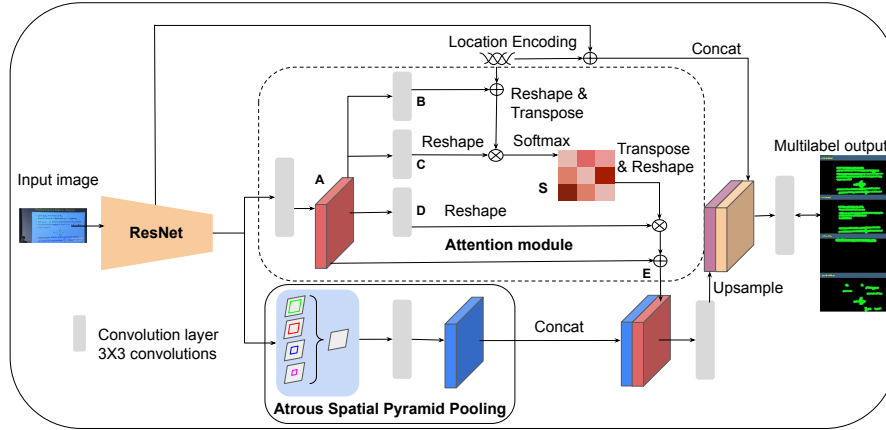 Location Encoding
Concat
B
Reshape &
Transpose
Multilabel output
Reshape
Softmax
Transpose
& Reshape
C
Input image
A
S
ResNet
D
Reshape
Attention module
E
Upsample
Convolution layer
3X3 convolutions
Concat
Atrous Spatial Pyramid Pooling